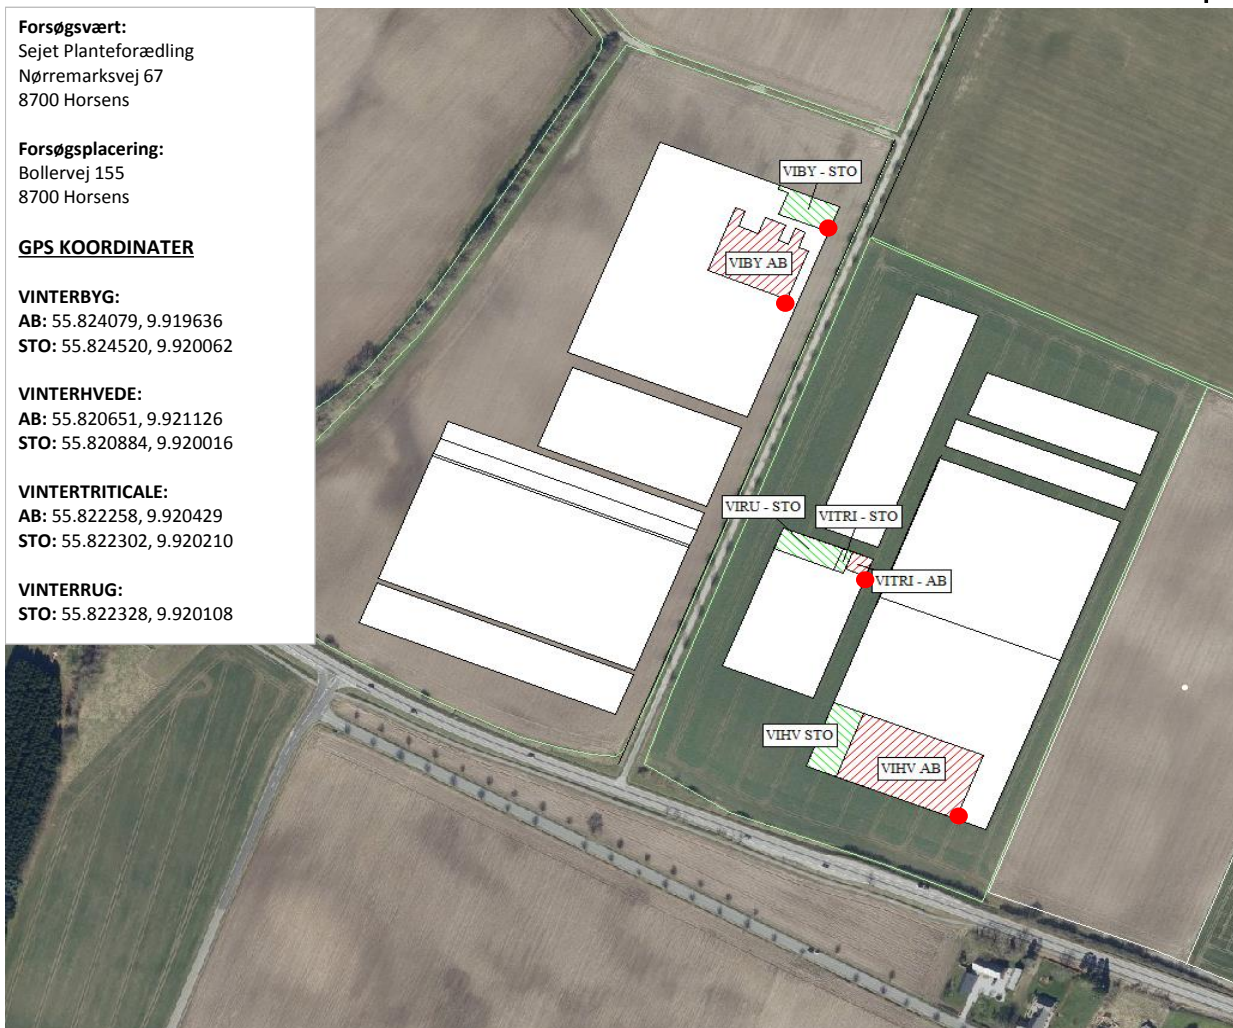 Forsøgsvært:
Sejet Planteforædling
Nørremarksvej 67
8700 Horsens
Forsøgsplacering:
Bollervej 155
8700 Horsens
GPS KOORDINATER
VINTERBYG:
AB: 55.824079, 9.919636
STO: 55.824520, 9.920062
VINTERHVEDE:
AB: 55.820651, 9.921126
STO: 55.820884, 9.920016
VINTERTRITICALE:
AB: 55.822258, 9.920429
STO: 55.822302, 9.920210
VINTERRUG:
STO: 55.822328, 9.920108
VIBY - STO
VIBY AB
VIRU - STO
VITRI - STO
VITRI - AB
VIHV STO
VIHV AB